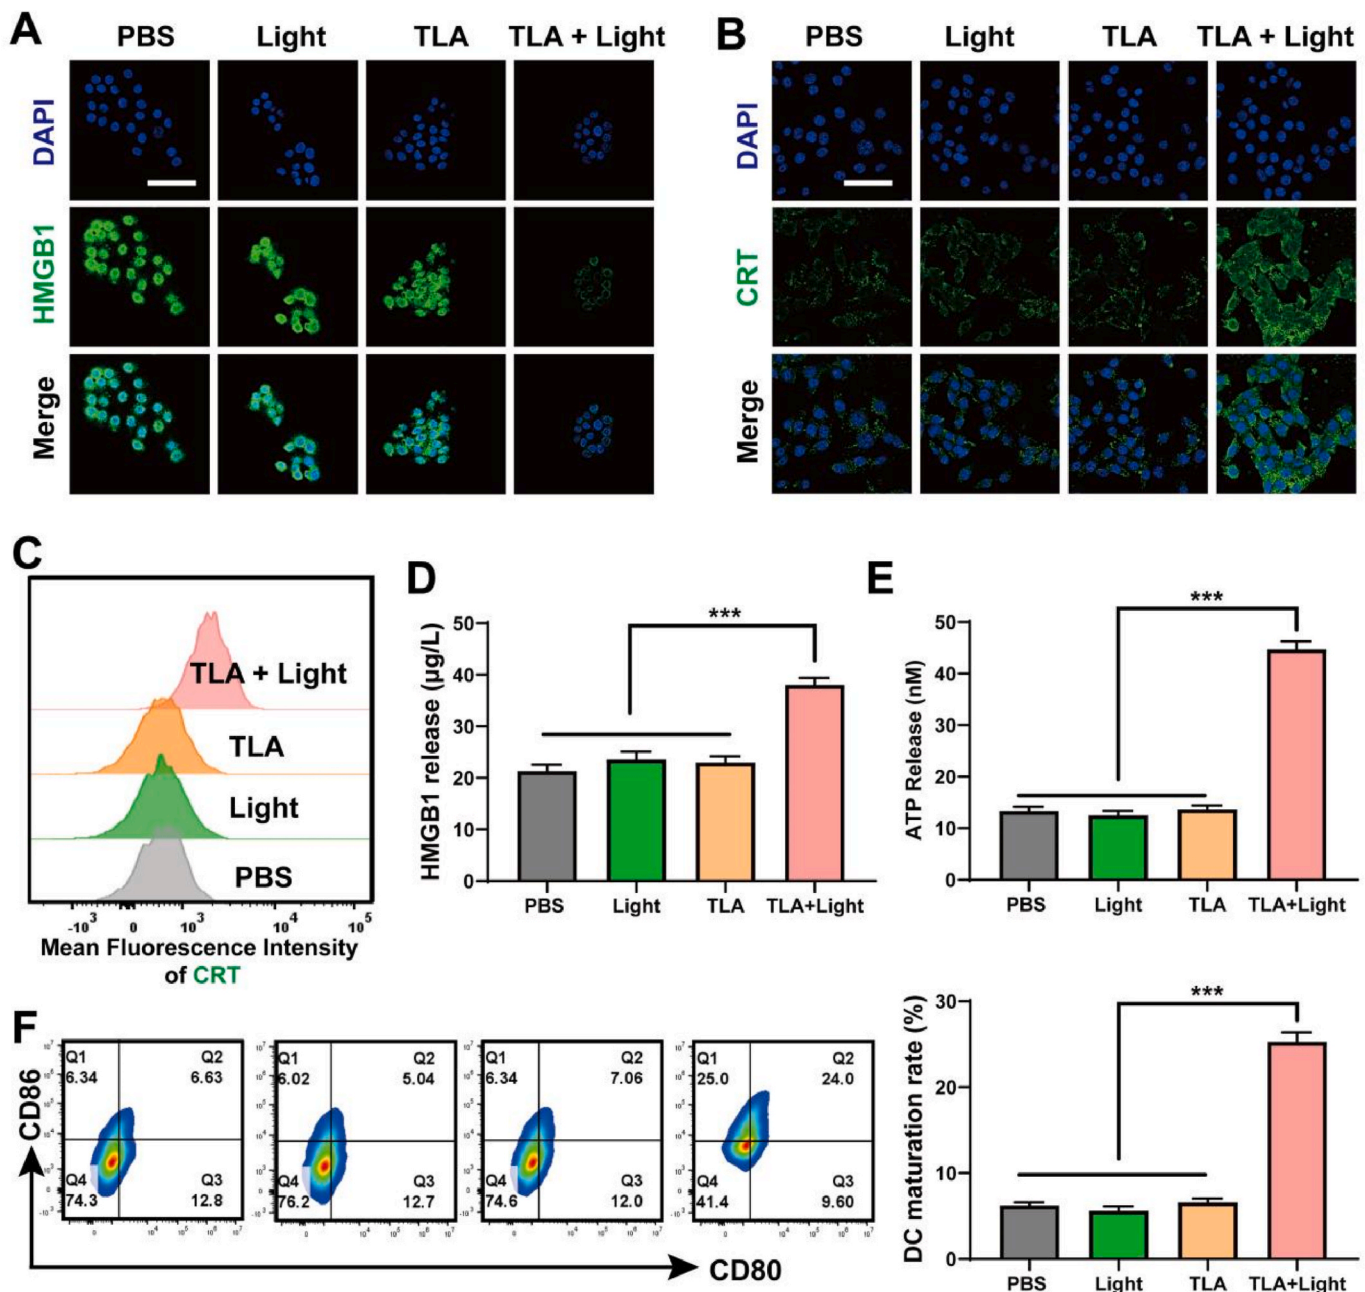 A
PBS Light TLA TLA + Light
DAPI
HMGB1
Merge
B
PBS Light TLA TLA + Light
DAPI
CRT
Merge
C
TLA + Light
TLA
Light
PBS
-10³ 0 10³ 10⁴ 10⁵
Mean Fluorescence Intensity
of CRT
D
HMGB1 release (µg/L)
50
40
30
20
10
0
***
PBS Light TLA TLA+Light
E
ATP Release (nM)
50
40
30
20
10
0
***
PBS Light TLA TLA+Light
F
CD86
Q1 Q2
6.34 6.63
Q4 Q3
74.3 12.8
Q1 Q2
6.02 5.04
Q4 Q3
76.2 12.7
Q1 Q2
6.34 7.06
Q4 Q3
74.6 12.0
Q1 Q2
25.0 24.0
Q4 Q3
41.4 9.60
CD80
DC maturation rate (%)
30
20
10
0
***
PBS Light TLA TLA+Light